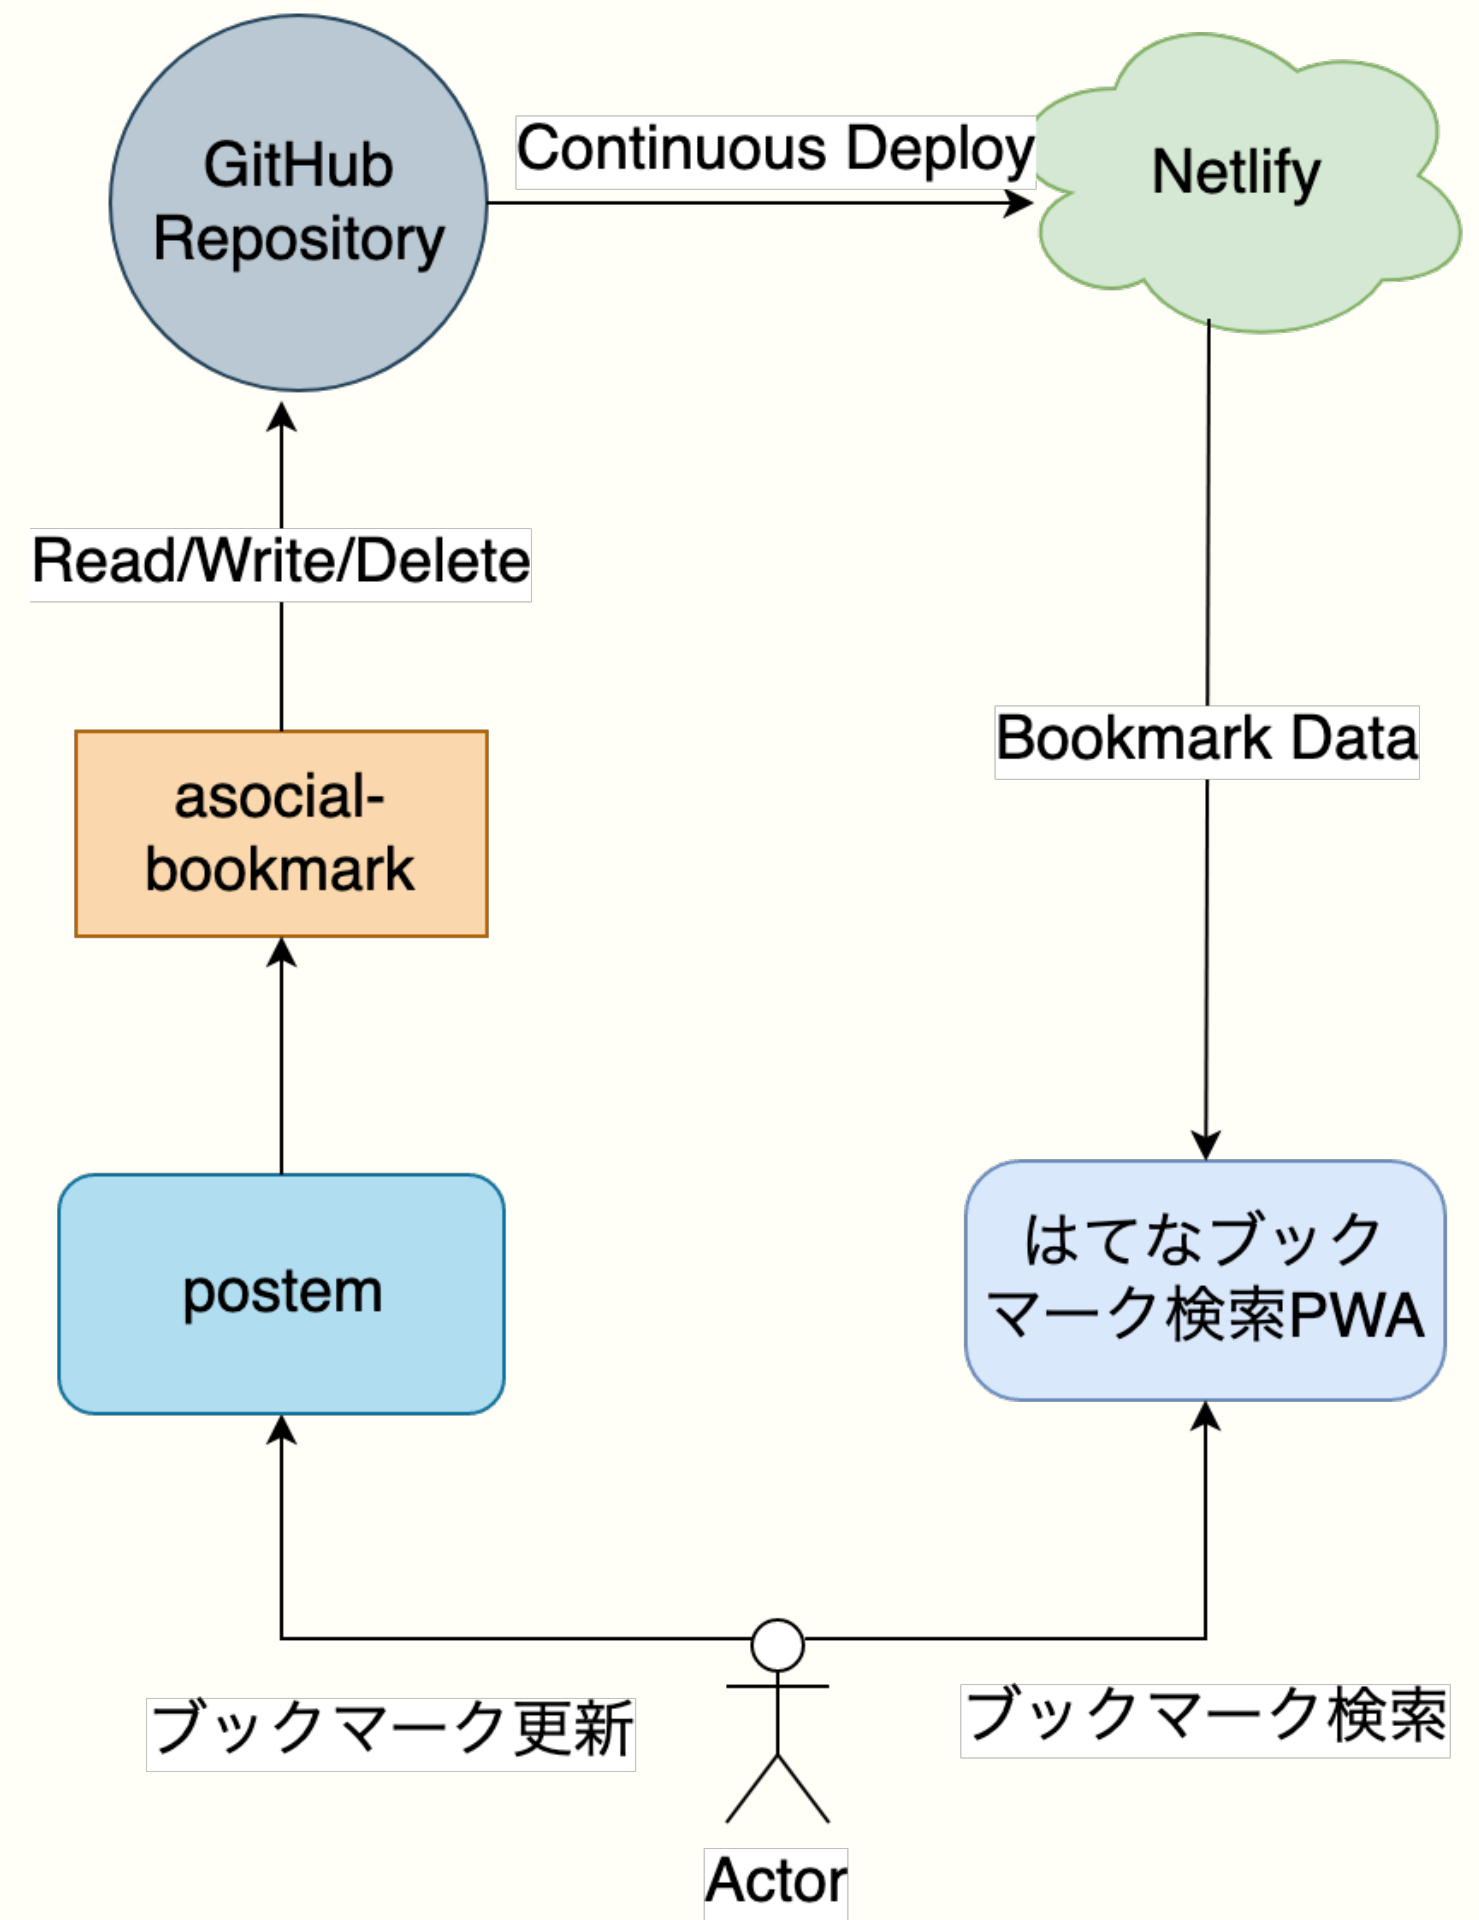 GitHub
Repository
Continuous Deploy
Netlify
Read/Write/Delete
Bookmark Data
asocial-
bookmark
postem
はてなブック
マーク検索PWA
ブックマーク更新
ブックマーク検索
Actor